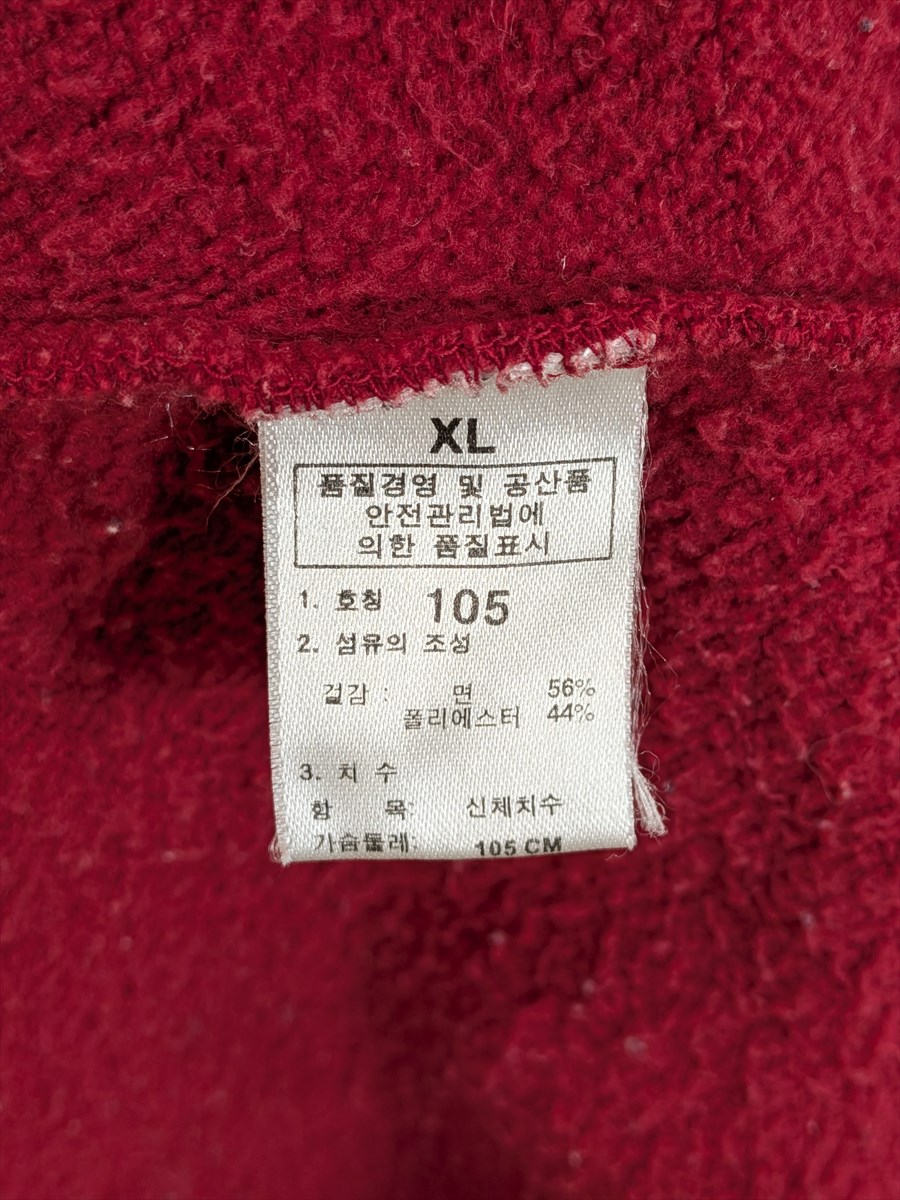 XL
품질경영 및 공산품
안전관리법에
의한 품질표시
1. 호칭 105
2. 섬유의 조성
겉감 : 면 56%
폴리에스터 44%
3. 치 수
항 목: 신체치수
가슴둘레: 105 CM